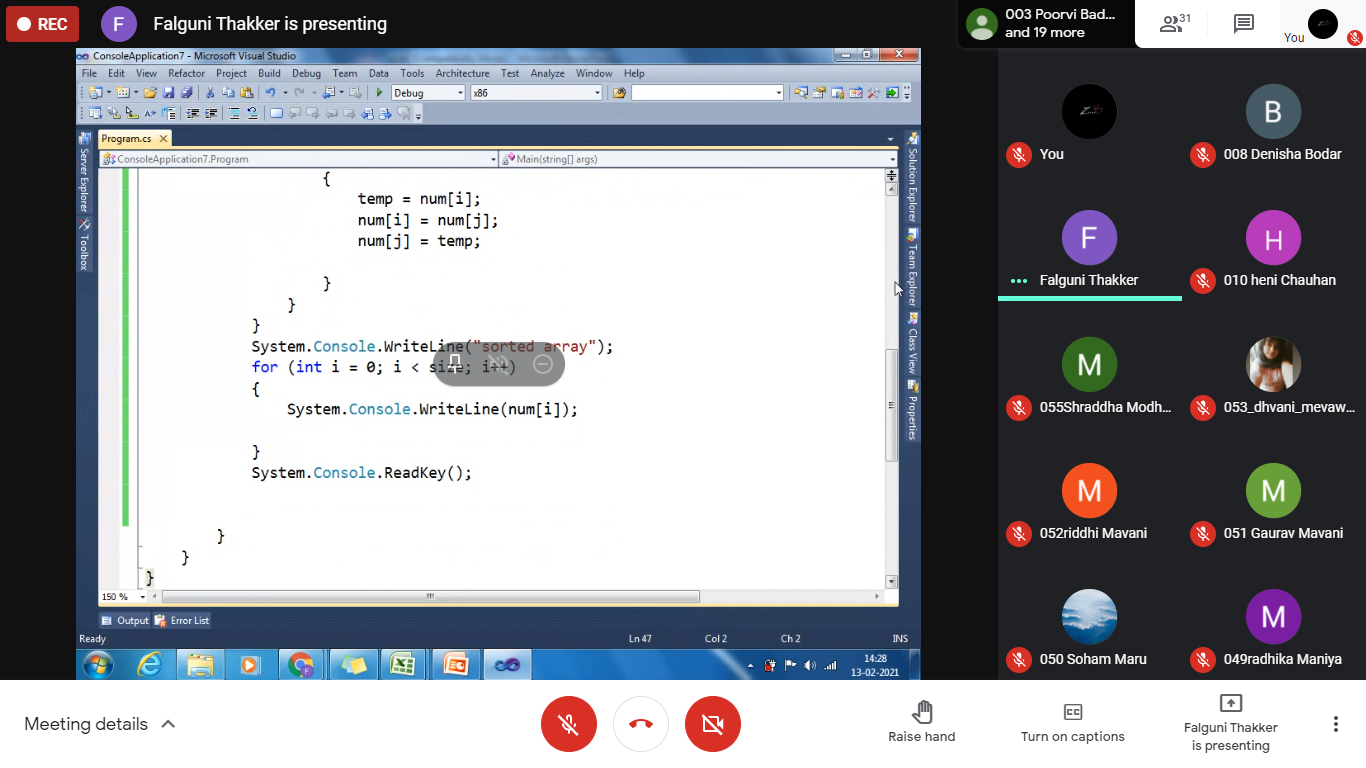 REC
F
Falguni Thakker is presenting
003 Poorvi Bad...
and 19 more
31
You
ConsoleApplication7 - Microsoft Visual Studio
File Edit View Refactor Project Build Debug Team Data Tools Architecture Test Analyze Window Help
Debug x86
Program.cs
ConsoleApplication7.Program Main(string[] args)
Server Explorer
Toolbox
Solution Explorer
Team Explorer
Class View
Properties
{
temp = num[i];
num[i] = num[j];
num[j] = temp;
}
}
}
System.Console.WriteLine("sorted array");
for (int i = 0; i < size; i++)
{
System.Console.WriteLine(num[i]);
}
System.Console.ReadKey();
}
}
}
150 %
Output Error List
Ready Ln 47 Col 2 Ch 2 INS
14:28
13-02-2021
You
B
008 Denisha Bodar
F
Falguni Thakker
H
010 heni Chauhan
M
055Shraddha Modh...
053_dhvani_mevaw...
M
052riddhi Mavani
M
051 Gaurav Mavani
050 Soham Maru
M
049radhika Maniya
Meeting details
Raise hand
CC
Turn on captions
Falguni Thakker
is presenting